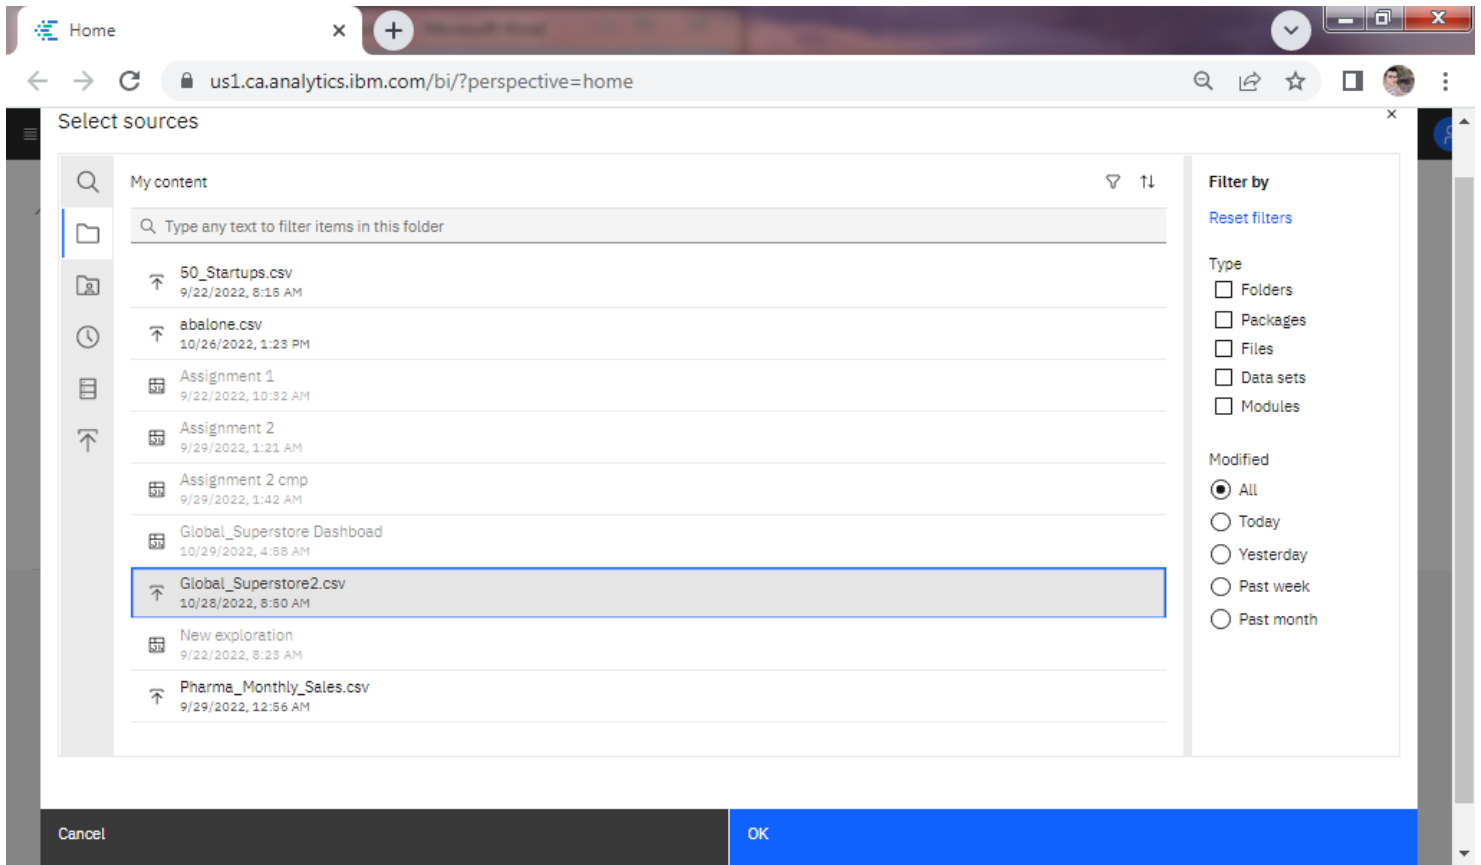 Home
us1.ca.analytics.ibm.com/bi/?perspective=home
Select sources
My content
Type any text to filter items in this folder
50_Startups.csv
9/22/2022, 8:15 AM
abalone.csv
10/26/2022, 1:23 PM
Assignment 1
9/22/2022, 10:32 AM
Assignment 2
9/29/2022, 1:21 AM
Assignment 2 cmp
9/29/2022, 1:42 AM
Global_Superstore Dashboad
10/29/2022, 4:58 AM
Global_Superstore2.csv
10/28/2022, 8:50 AM
New exploration
9/22/2022, 8:23 AM
Pharma_Monthly_Sales.csv
9/29/2022, 12:56 AM
Filter by
Reset filters
Type
Folders
Packages
Files
Data sets
Modules
Modified
All
Today
Yesterday
Past week
Past month
Cancel
OK